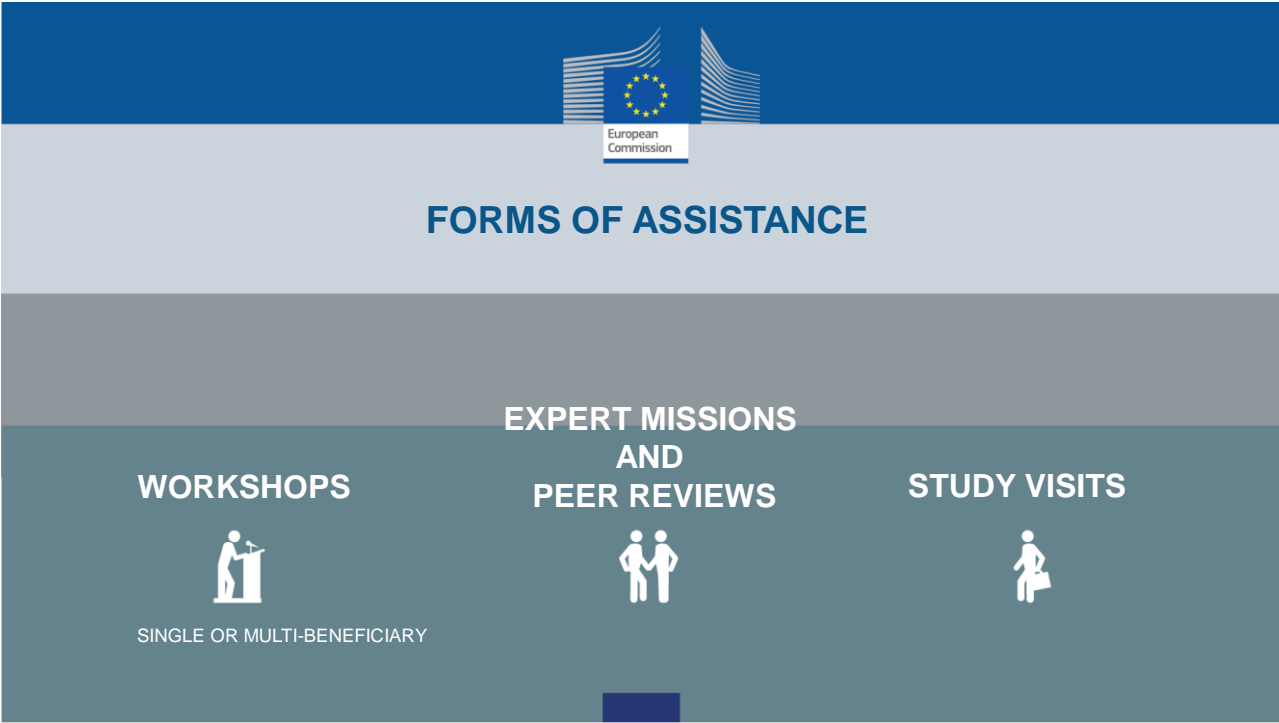 European
Commission
FORMS OF ASSISTANCE
WORKSHOPS
SINGLE OR MULTI-BENEFICIARY
EXPERT MISSIONS
AND
PEER REVIEWS
STUDY VISITS